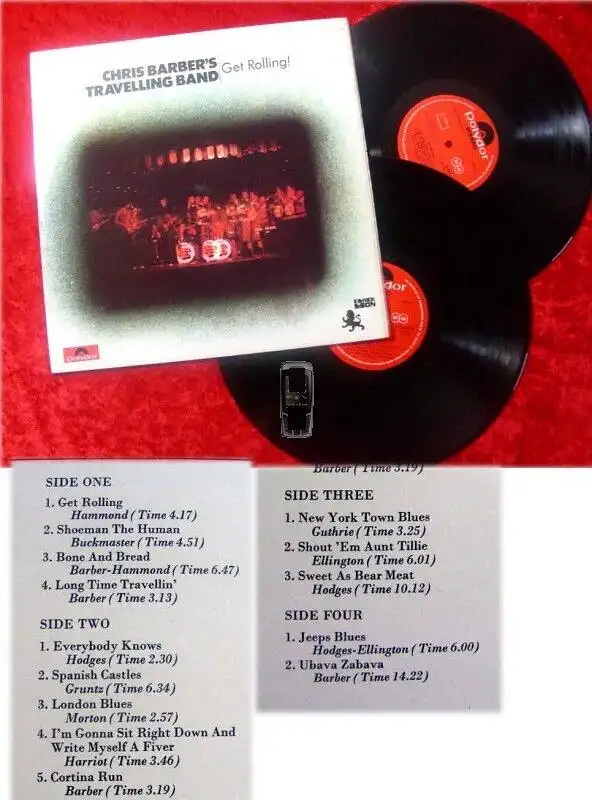 CHRIS BARBER'S
TRAVELLING BAND
Get Rolling!
Polydor
BLACK
LION
Polydor
dor
SIDE ONE
1. Get Rolling
Hammond ( Time 4.17)
2. Shoeman The Human
Buckmaster ( Time 4.51)
3. Bone And Bread
Barber-Hammond ( Time 6.47)
4. Long Time Travellin'
Barber ( Time 3.13)
SIDE TWO
1. Everybody Knows
Hodges ( Time 2.30)
2. Spanish Castles
Gruntz ( Time 6.34)
3. London Blues
Morton ( Time 2.57)
4. I'm Gonna Sit Right Down And
Write Myself A Fiver
Harriot ( Time 3.46)
5. Cortina Run
Barber ( Time 3.19)
Barber ( Time 3.19)
SIDE THREE
1. New York Town Blues
Guthrie ( Time 3.25)
2. Shout 'Em Aunt Tillie
Ellington ( Time 6.01)
3. Sweet As Bear Meat
Hodges ( Time 10.12)
SIDE FOUR
1. Jeeps Blues
Hodges-Ellington ( Time 6.00)
2. Ubava Zabava
Barber ( Time 14.22)